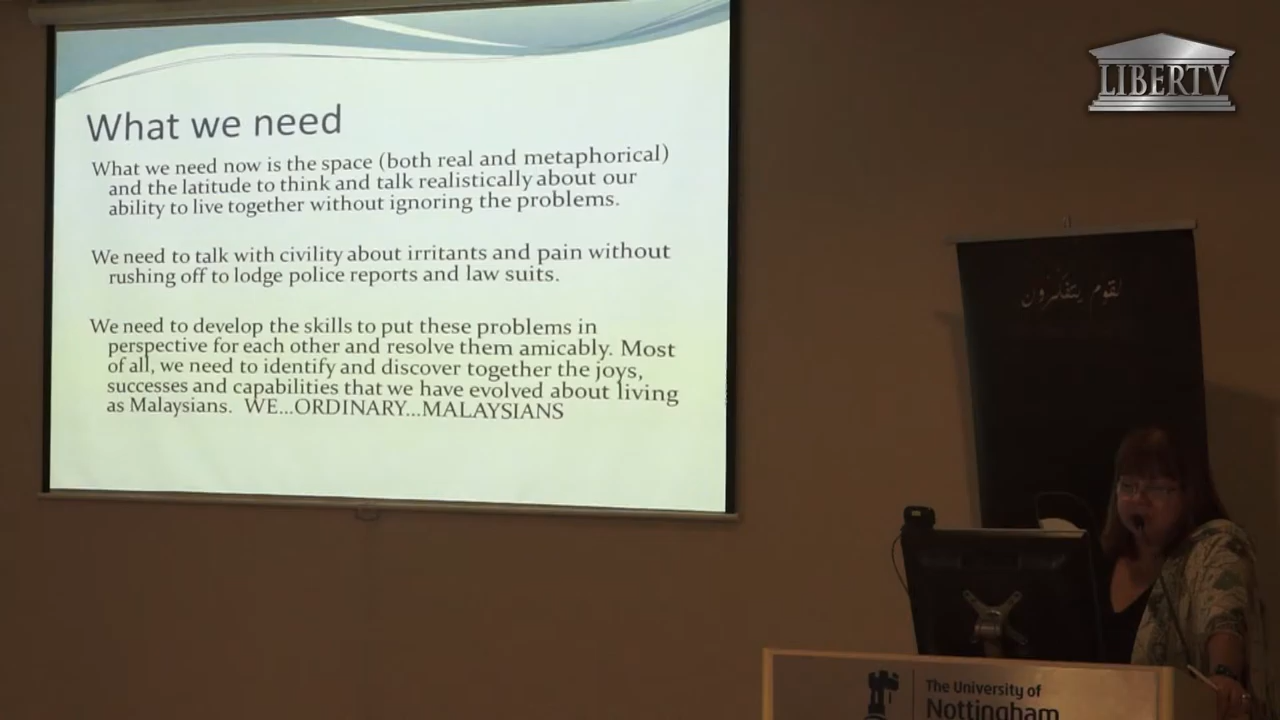 LIBERTV
What we need
What we need now is the space (both real and metaphorical)
and the latitude to think and talk realistically about our
ability to live together without ignoring the problems.
We need to talk with civility about irritants and pain without
rushing off to lodge police reports and law suits.
We need to develop the skills to put these problems in
perspective for each other and resolve them amicably. Most
of all, we need to identify and discover together the joys,
successes and capabilities that we have evolved about living
as Malaysians. WE...ORDINARY...MALAYSIANS
لقوم يتفكرون
The University of
Nottingham